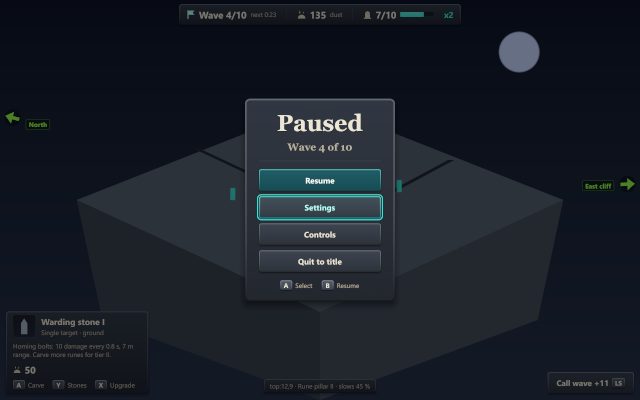 Wave 4/10 next 0:23 135 dust 7/10 x2
North
East cliff
Paused
Wave 4 of 10
Resume
Settings
Controls
Quit to title
A Select B Resume
Warding stone I
Single target · ground
Homing bolts: 10 damage every 0.8 s, 7 m
range. Carve more runes for tier II.
50
A Carve Y Stones X Upgrade
top:12,9 · Rune pillar II · slows 45 %
Call wave +11 LS